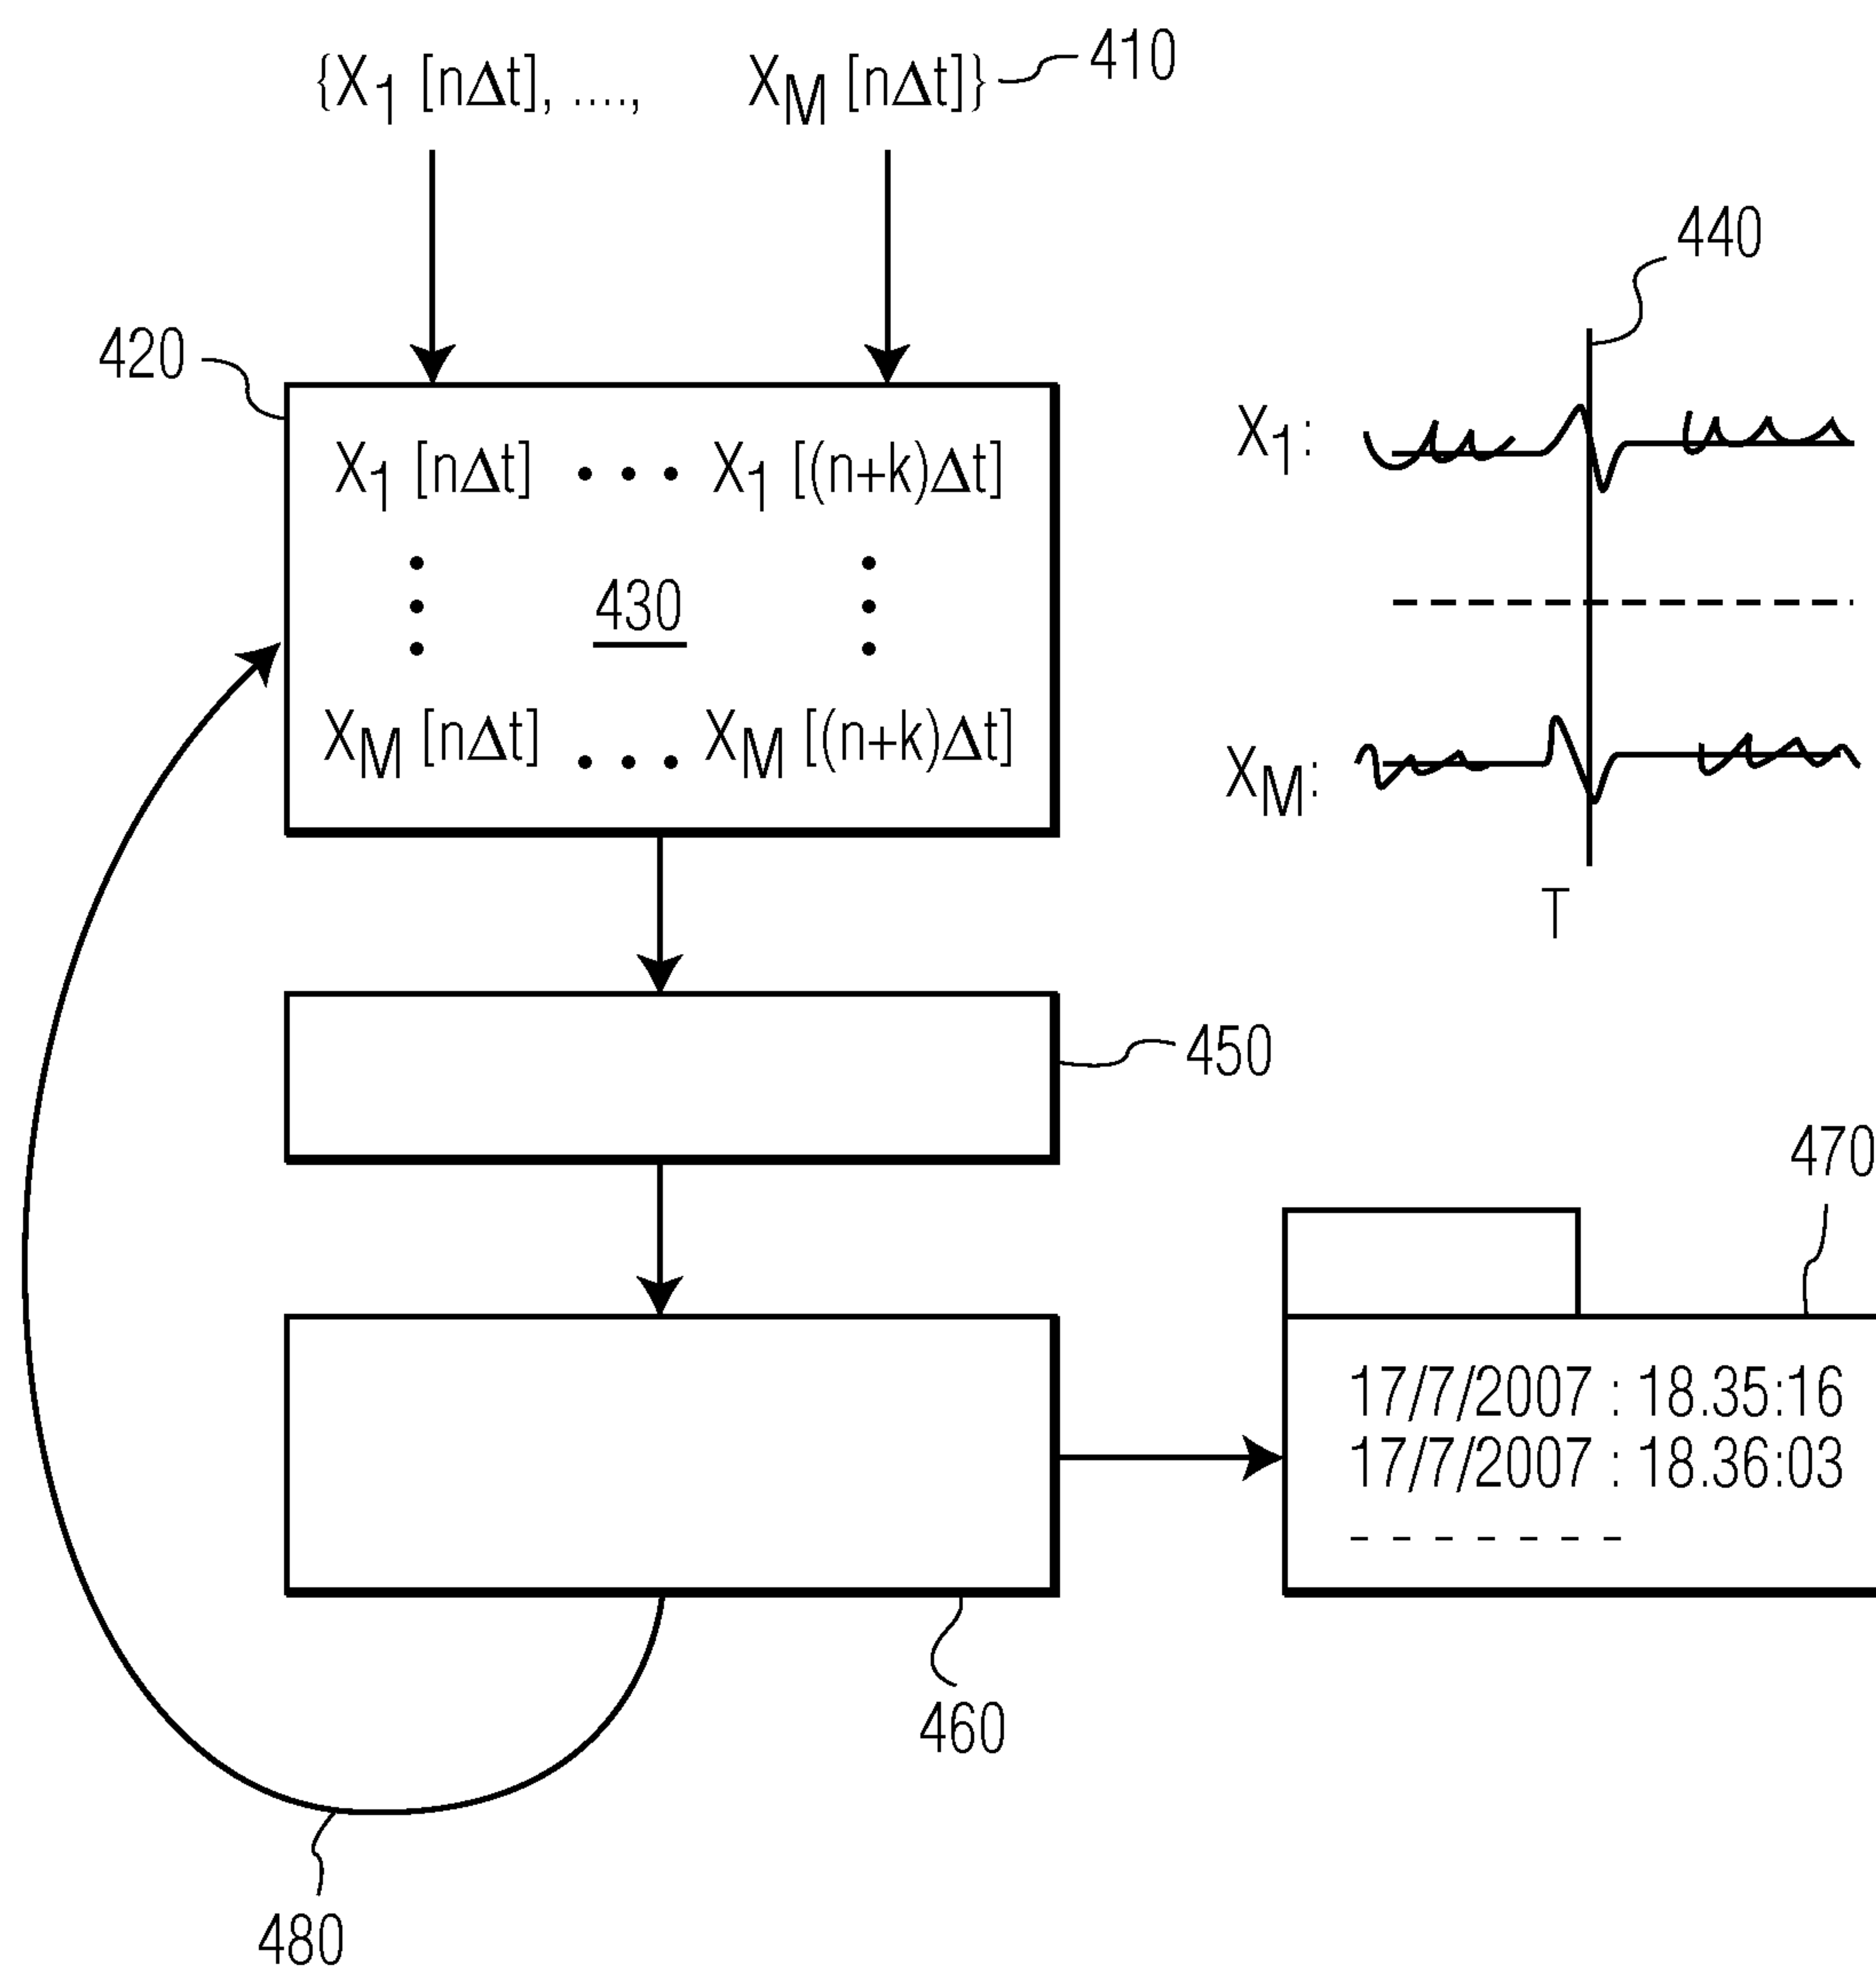 {X1 [nΔt], ...., XM [nΔt]} 410
440
420
X1 [nΔt] • • • X1 [(n+k)Δt]
430
XM [nΔt] • • • XM [(n+k)Δt]
X1:
XM:
T
450
470
17/7/2007 : 18.35:16
17/7/2007 : 18.36:03
- - - - - - -
460
480